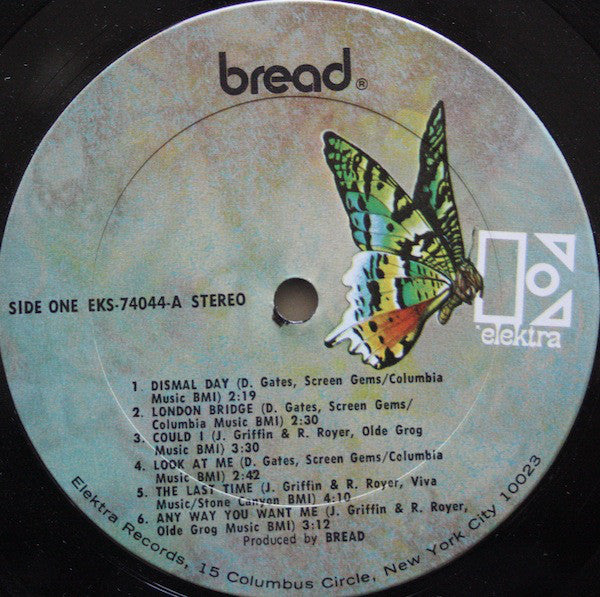 bread®
elektra
SIDE ONE EKS-74044-A STEREO
1 DISMAL DAY (D. Gates, Screen Gems/Columbia
Music BMI) 2:19
2. LONDON BRIDGE (D. Gates, Screen Gems/
Columbia Music BMI) 2:30
3. COULD I (J. Griffin & R. Royer, Olde Grog
Music BMI) 3:30
4. LOOK AT ME (D. Gates, Screen Gems/Columbia
Music BMI) 2:42
5. THE LAST TIME (J. Griffin & R. Royer, Viva
Music/Stone Canyon BMI) 4:10
6. ANY WAY YOU WANT ME (J. Griffin & R. Royer,
Olde Grog Music BMI) 3:12
Produced by BREAD
Elektra Records, 15 Columbus Circle, New York City 10023